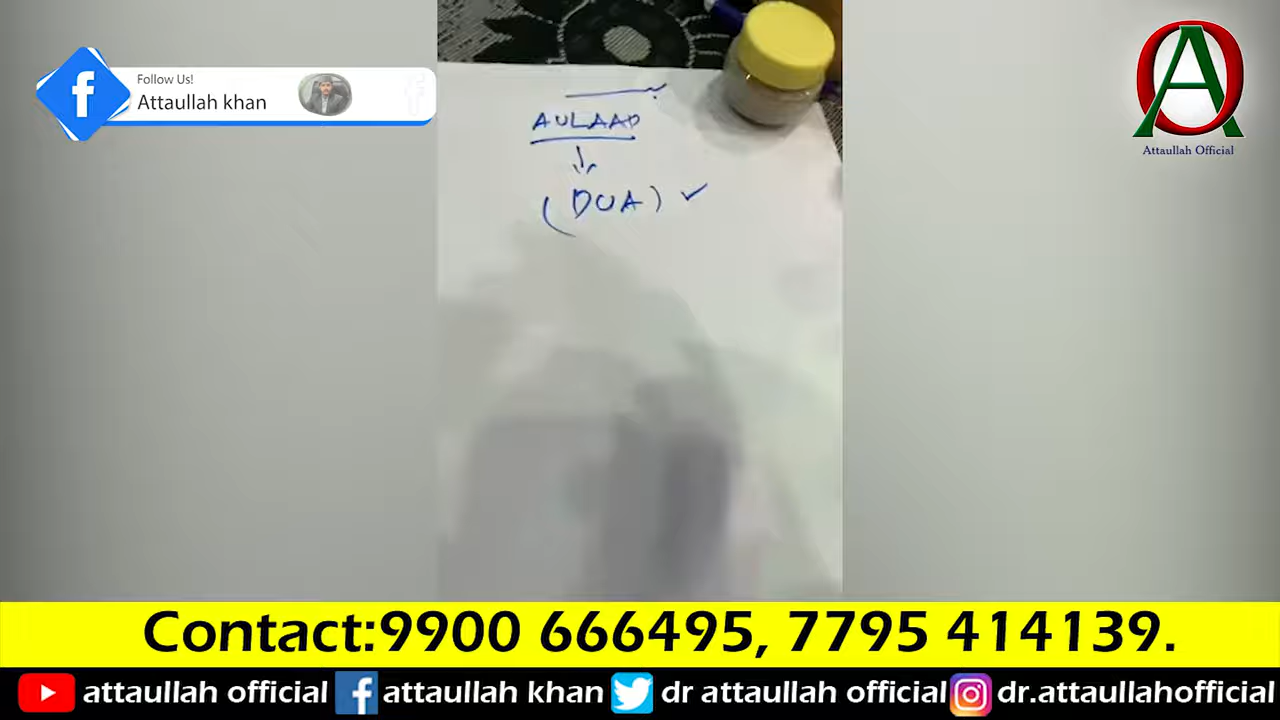 Follow Us!
Attaullah khan
Attaullah Official
AULAAD
(DUA)
Contact:9900 666495, 7795 414139.
attaullah official attaullah khan dr attaullah official dr.attaullahofficial